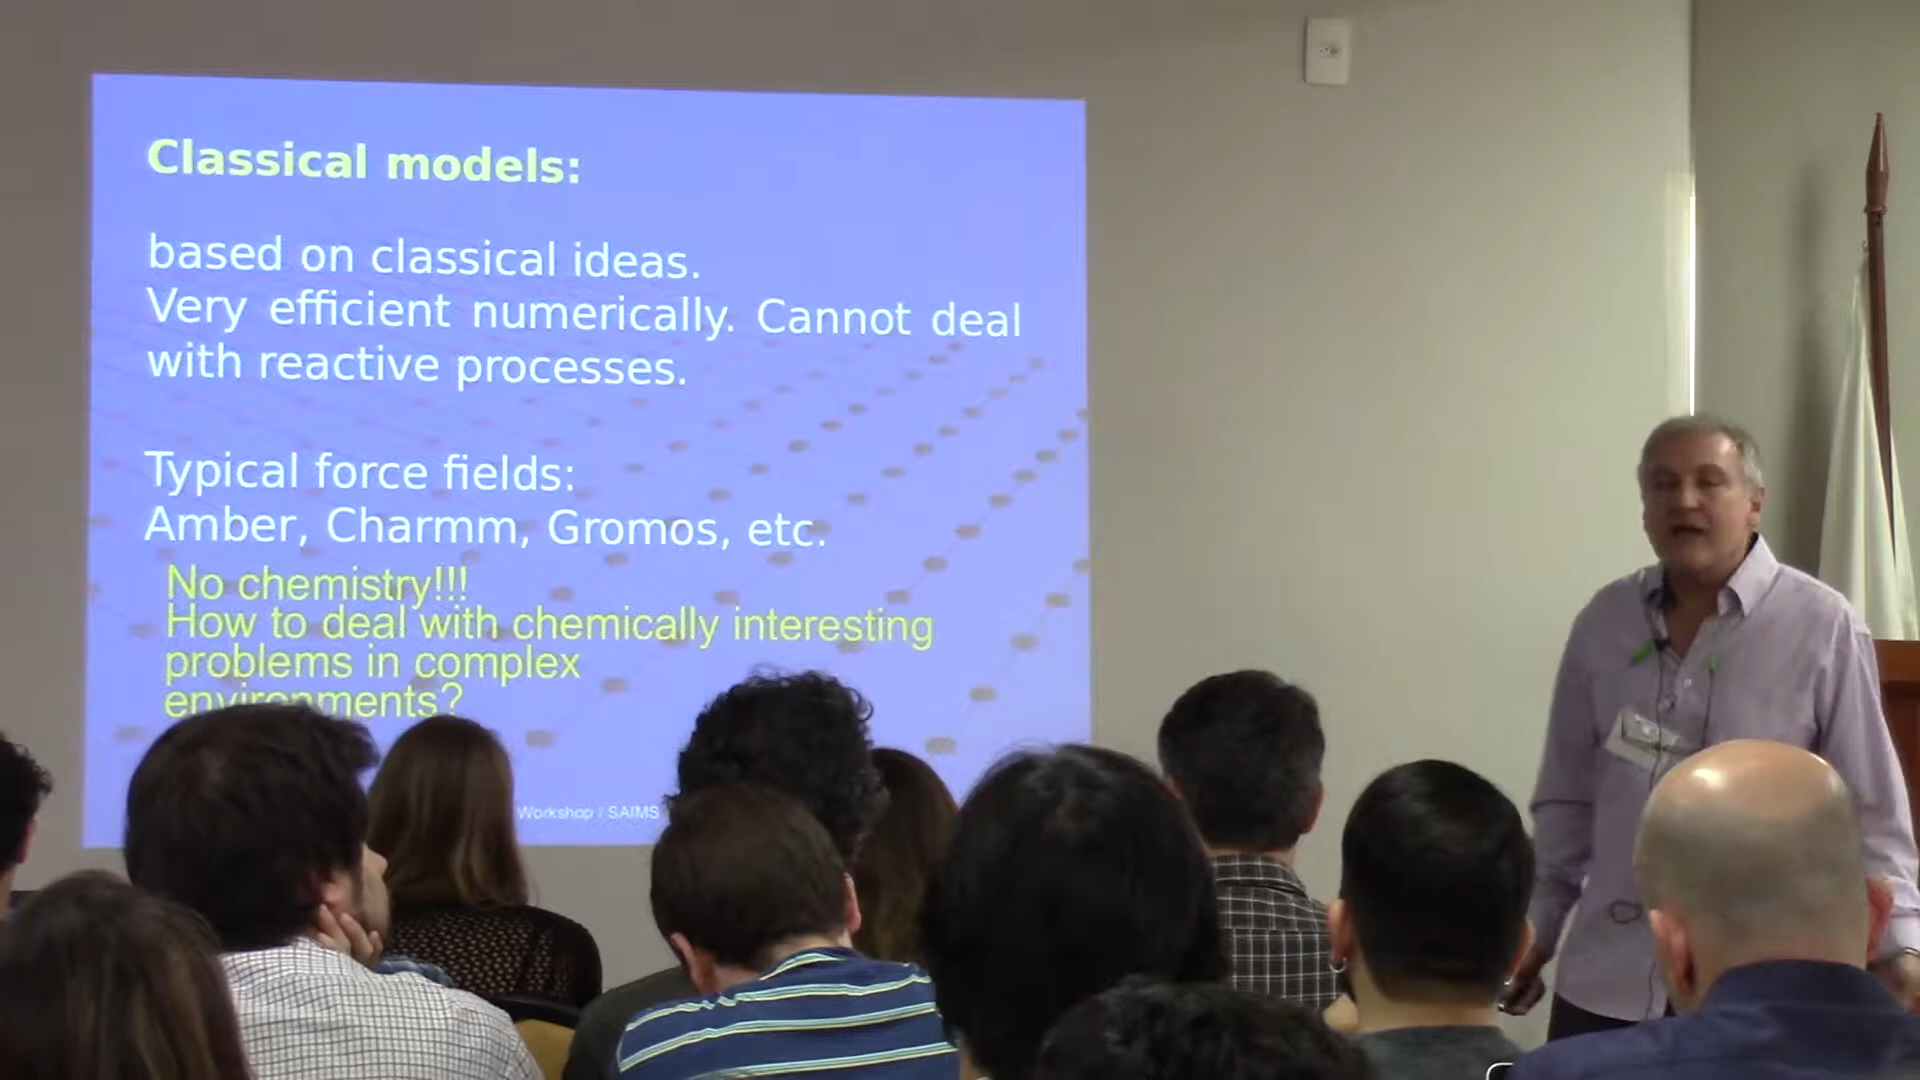 Classical models:
based on classical ideas.
Very efficient numerically. Cannot deal
with reactive processes.
Typical force fields:
Amber, Charmm, Gromos, etc.
No chemistry!!!
How to deal with chemically interesting
problems in complex
environments?
Workshop / SAIMS